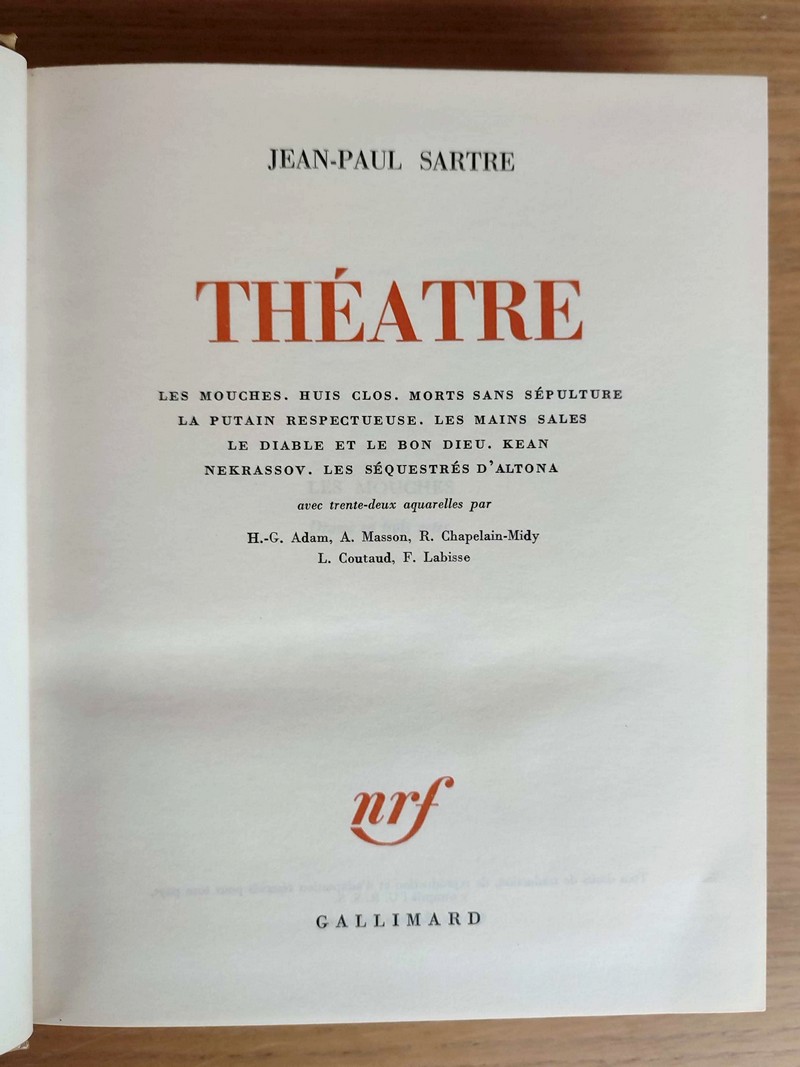 JEAN-PAUL SARTRE
THÉATRE
LES MOUCHES. HUIS CLOS. MORTS SANS SÉPULTURE
LA PUTAIN RESPECTUEUSE. LES MAINS SALES
LE DIABLE ET LE BON DIEU. KEAN
NEKRASSOV. LES SÉQUESTRÉS D'ALTONA
avec trente-deux aquarelles par
H.-G. Adam, A. Masson, R. Chapelain-Midy
L. Coutaud, F. Labisse
nrf
GALLIMARD